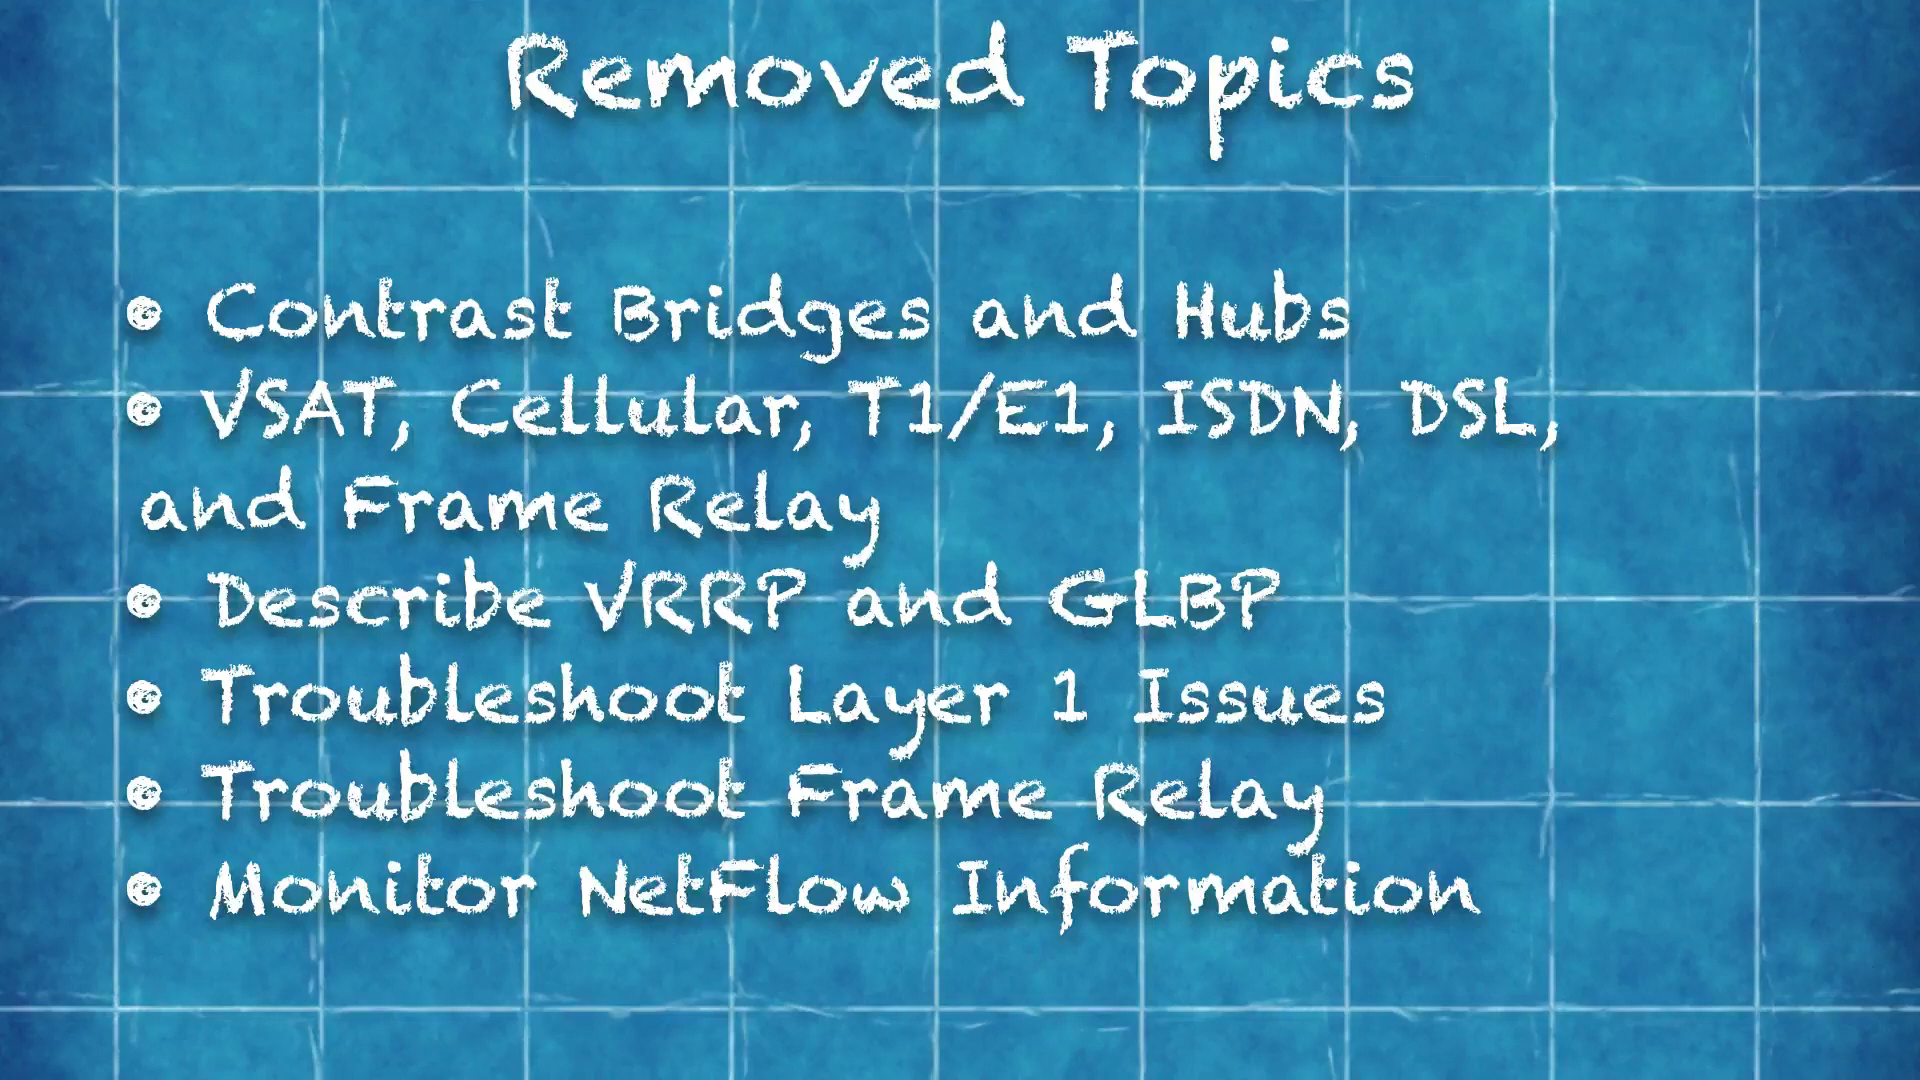 Removed Topics
• Contrast Bridges and Hubs
• VSAT, Cellular, T1/E1, ISDN, DSL,
and Frame Relay
• Describe VRRP and GLBP
• Troubleshoot Layer 1 Issues
• Troubleshoot Frame Relay
• Monitor NetFlow Information